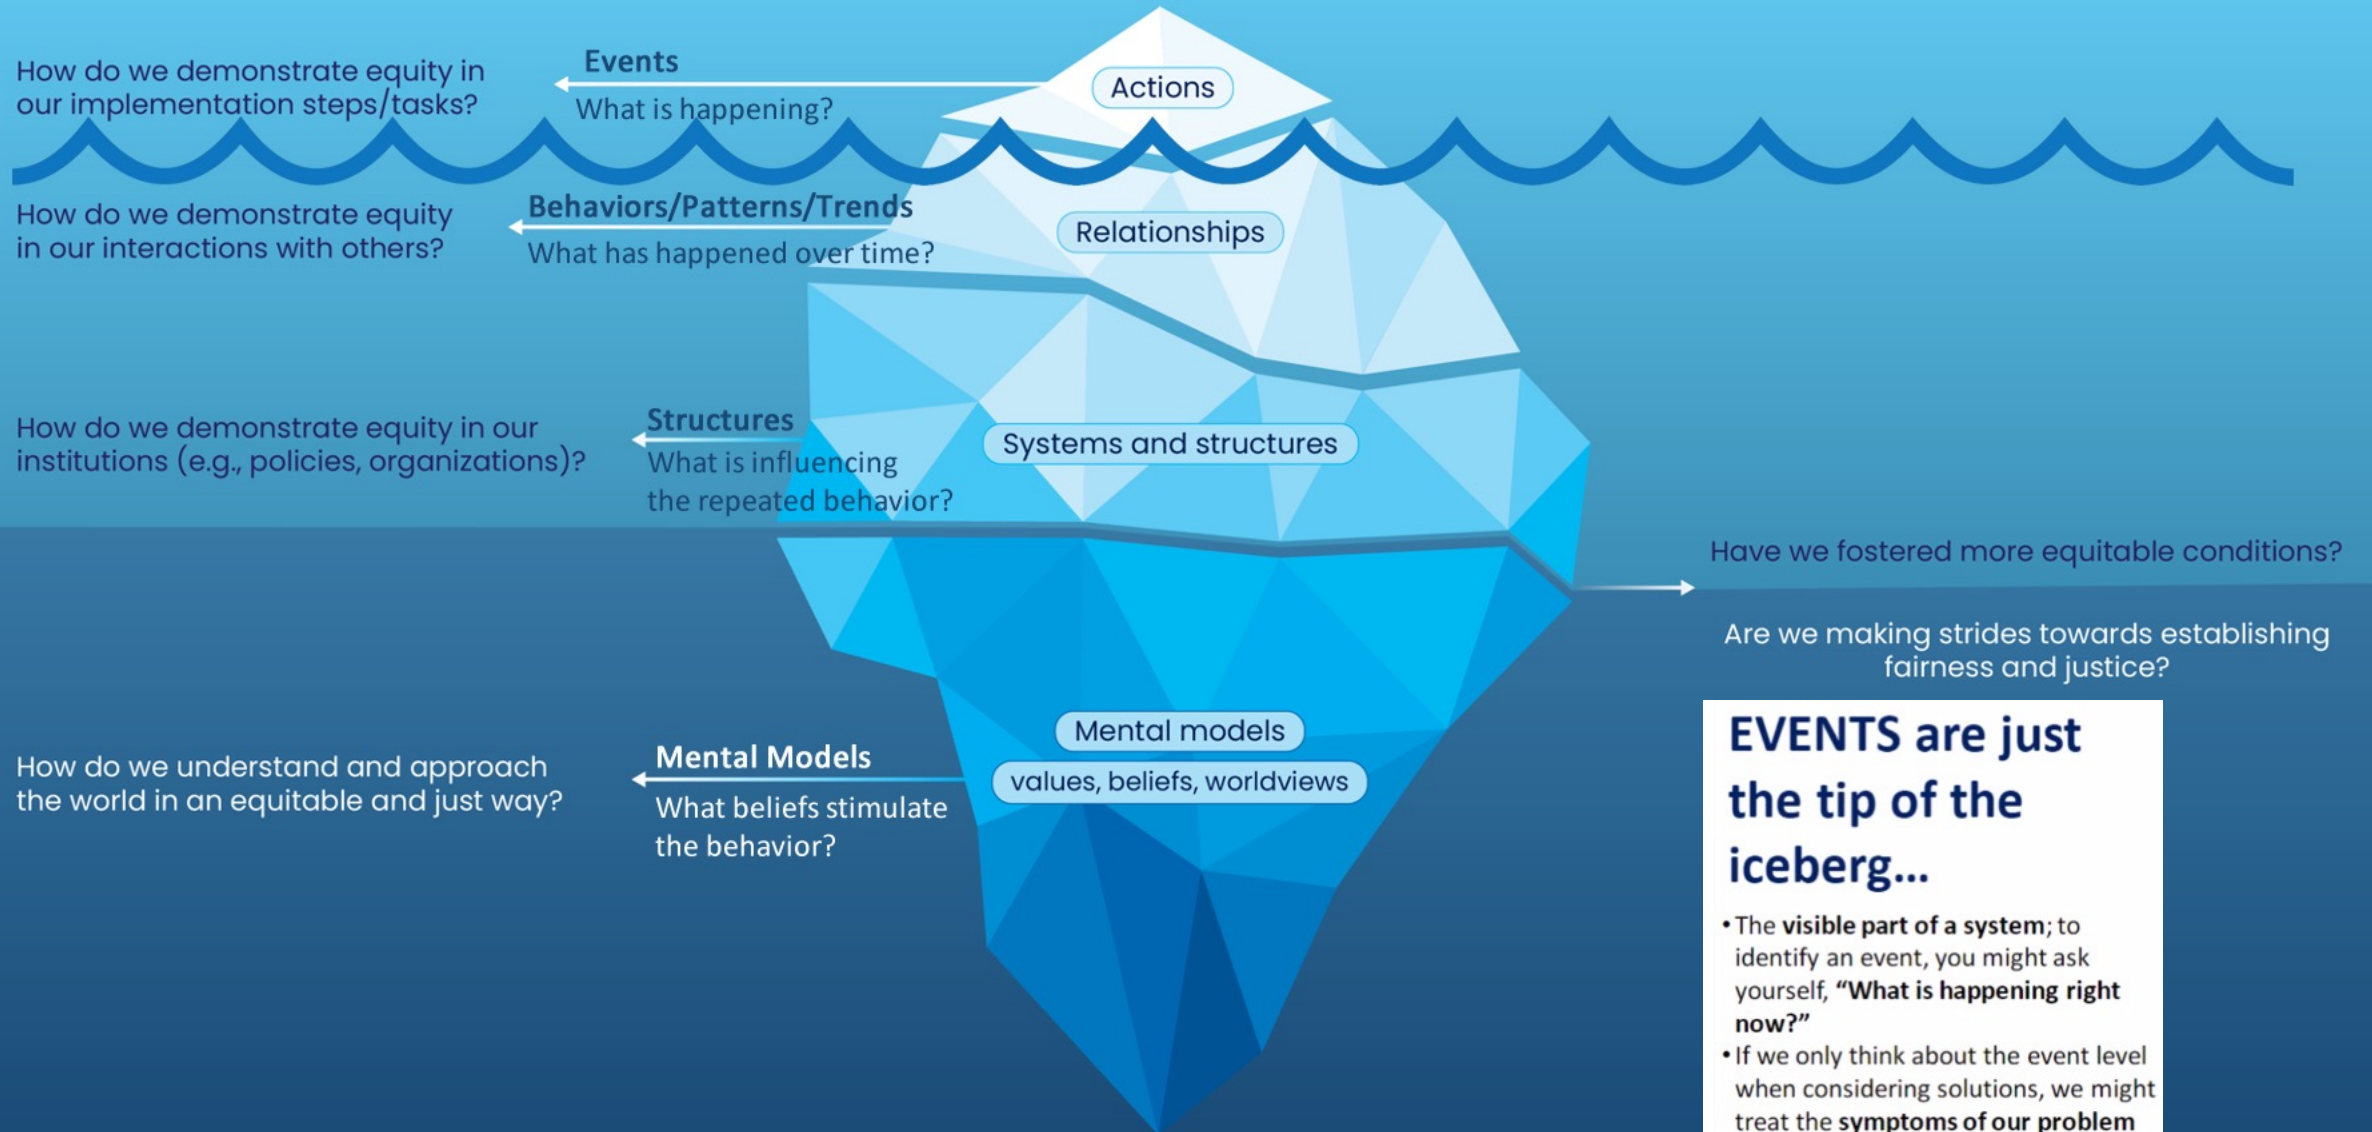 How do we demonstrate equity in
our implementation steps/tasks?
Events
What is happening?
Actions
How do we demonstrate equity
in our interactions with others?
Behaviors/Patterns/Trends
What has happened over time?
Relationships
How do we demonstrate equity in our
institutions (e.g., policies, organizations)?
Structures
What is influencing
the repeated behavior?
Systems and structures
Have we fostered more equitable conditions?
Are we making strides towards establishing
fairness and justice?
How do we understand and approach
the world in an equitable and just way?
Mental Models
What beliefs stimulate
the behavior?
Mental models
values, beliefs, worldviews
EVENTS are just
the tip of the
iceberg...
• The visible part of a system; to
identify an event, you might ask
yourself, “What is happening right
now?”
• If we only think about the event level
when considering solutions, we might
treat the symptoms of our problem